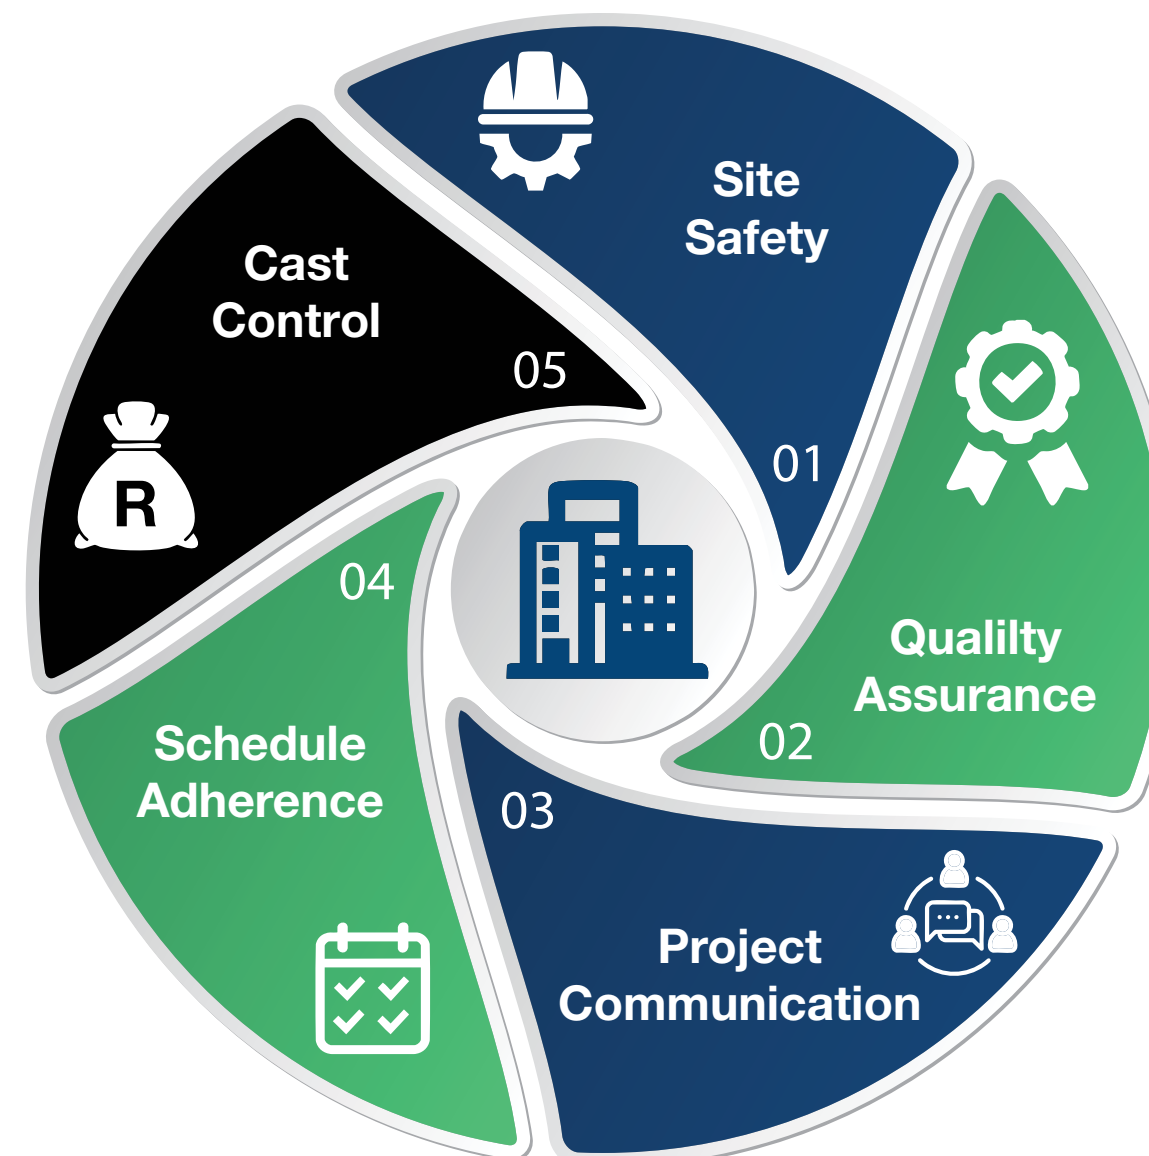 Site
Safety
01
Qualilty
Assurance
02
03
Project
Communication
04
Schedule
Adherence
Cast
Control
05
R